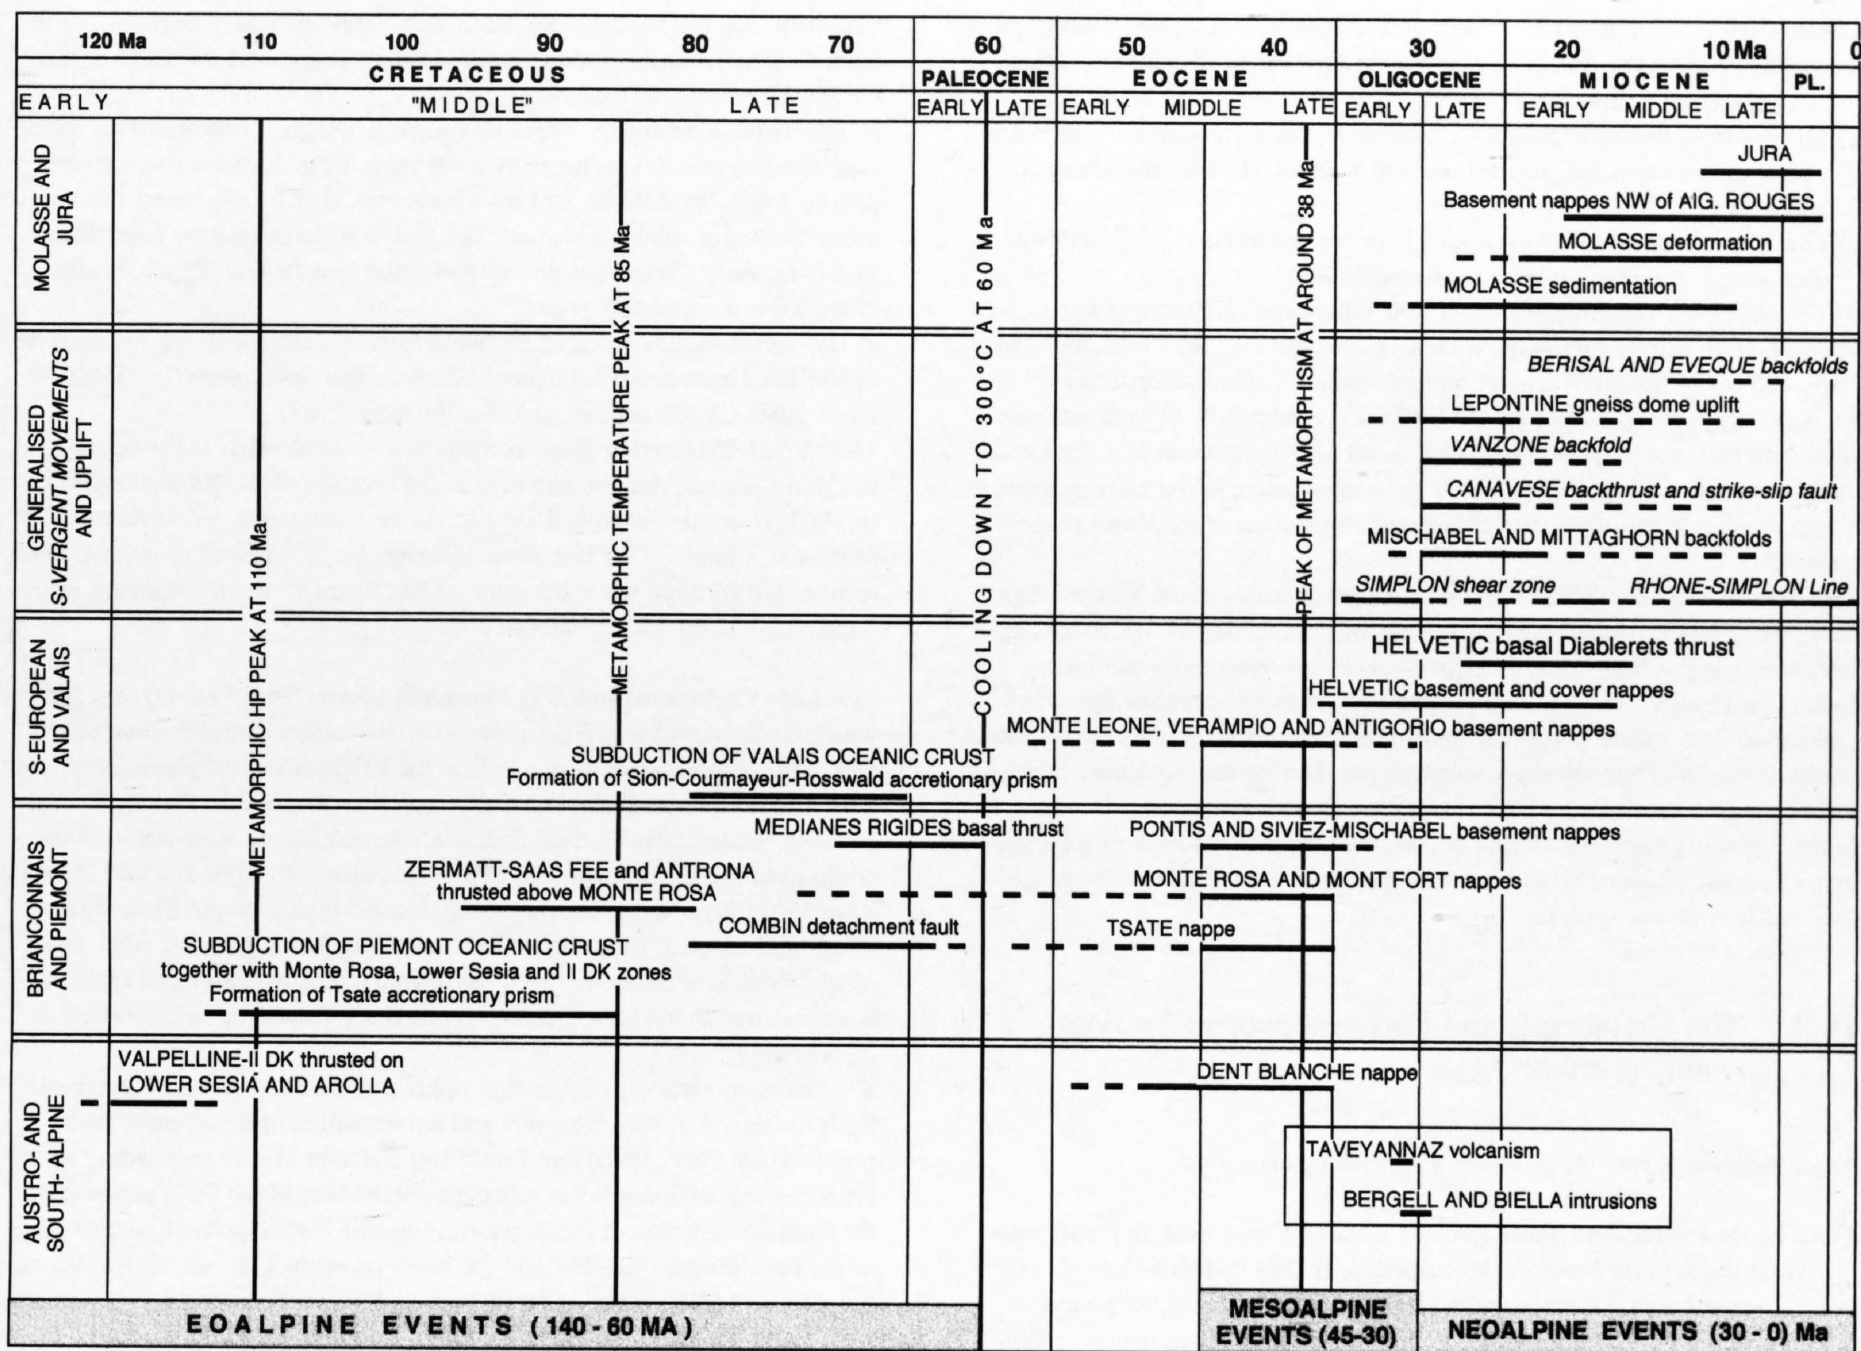 120 Ma 110 100 90 80 70 60 50 40 30 20 10 Ma 0
CRETACEOUS PALEOCENE EOCENE OLIGOCENE MIOCENE PL.
EARLY "MIDDLE" LATE EARLY LATE EARLY MIDDLE LATE EARLY LATE EARLY MIDDLE LATE
MOLASSE AND
JURA
JURA
Basement nappes NW of AIG. ROUGES
MOLASSE deformation
MOLASSE sedimentation
METAMORPHIC HP PEAK AT 110 Ma
METAMORPHIC TEMPERATURE PEAK AT 85 Ma
COOLING DOWN TO 300°C AT 60 Ma
PEAK OF METAMORPHISM AT AROUND 38 Ma
GENERALISED
S-VERGENT MOVEMENTS
AND UPLIFT
BERISAL AND EVEQUE backfolds
LEPONTINE gneiss dome uplift
VANZONE backfold
CANAVESE backthrust and strike-slip fault
MISCHABEL AND MITTAGHORN backfolds
SIMPLON shear zone RHONE-SIMPLON Line
S-EUROPEAN
AND VALAIS
HELVETIC basal Diablerets thrust
HELVETIC basement and cover nappes
MONTE LEONE, VERAMPIO AND ANTIGORIO basement nappes
SUBDUCTION OF VALAIS OCEANIC CRUST
Formation of Sion-Courmayeur-Rosswald accretionary prism
BRIANCONNAIS
AND PIEMONT
MEDIANES RIGIDES basal thrust
PONTIS AND SIVIEZ-MISCHABEL basement nappes
ZERMATT-SAAS FEE and ANTRONA
thrusted above MONTE ROSA
MONTE ROSA AND MONT FORT nappes
COMBIN detachment fault
TSATE nappe
SUBDUCTION OF PIEMONT OCEANIC CRUST
together with Monte Rosa, Lower Sesia and II DK zones
Formation of Tsate accretionary prism
AUSTRO- AND
SOUTH- ALPINE
VALPELLINE-II DK thrusted on
LOWER SESIA AND AROLLA
DENT BLANCHE nappe
TAVEYANNAZ volcanism
BERGELL AND BIELLA intrusions
EOALPINE EVENTS (140-60 MA)
MESOALPINE
EVENTS (45-30)
NEOALPINE EVENTS (30 - 0) Ma